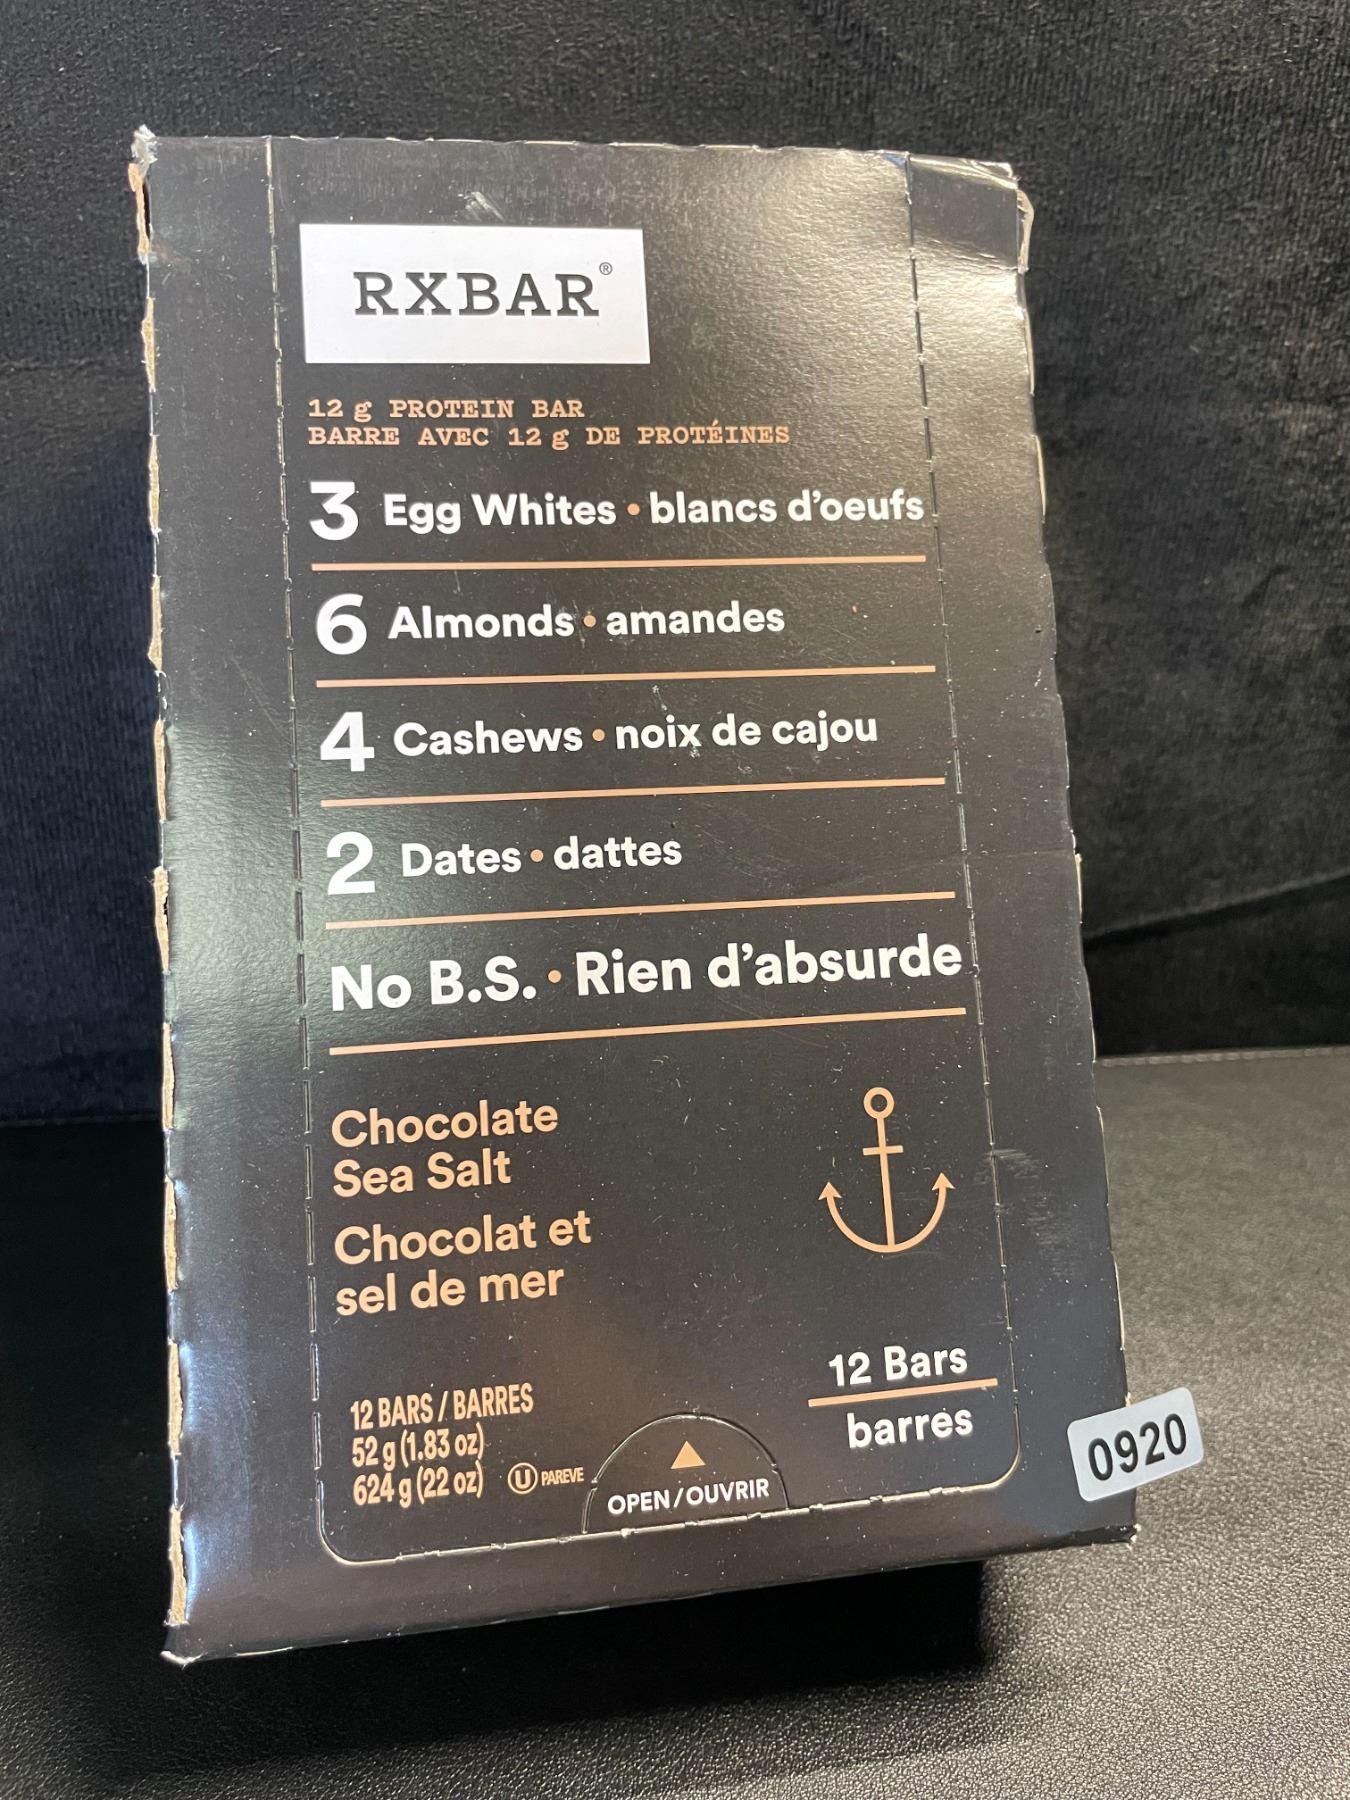 RXBAR®
12 g PROTEIN BAR
BARRE AVEC 12 g DE PROTÉINES
3 Egg Whites • blancs d'oeufs
6 Almonds • amandes
4 Cashews • noix de cajou
2 Dates • dattes
No B.S. • Rien d'absurde
Chocolate
Sea Salt
Chocolat et
sel de mer
12 Bars
barres
12 BARS / BARRES
52 g (1.83 oz)
624 g (22 oz)
U PAREVE
OPEN/OUVRIR
0920